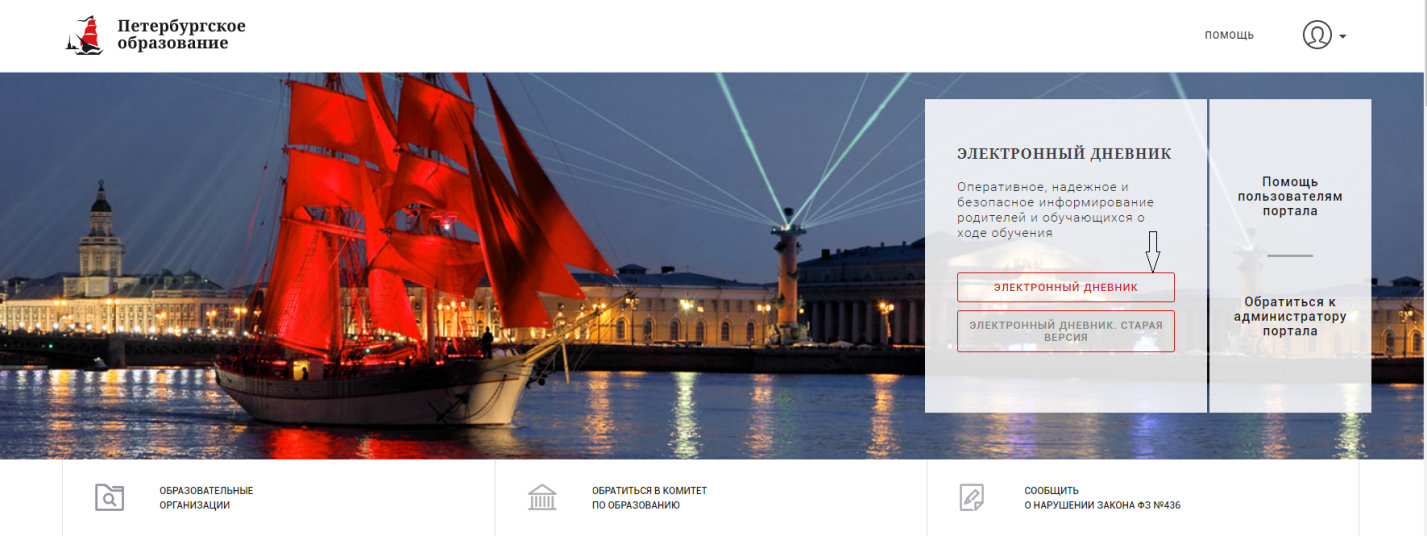 Петербургское
образование
ПОМОЩЬ
ЭЛЕКТРОННЫЙ ДНЕВНИК
Оперативное, надежное и
безопасное информирование
родителей и обучающихся о
ходе обучения
ЭЛЕКТРОННЫЙ ДНЕВНИК
ЭЛЕКТРОННЫЙ ДНЕВНИК. СТАРАЯ
ВЕРСИЯ
Помощь
пользователям
портала
Обратиться к
администратору
портала
ОБРАЗОВАТЕЛЬНЫЕ
ОРГАНИЗАЦИИ
ОБРАТИТЬСЯ В КОМИТЕТ
ПО ОБРАЗОВАНИЮ
СООБЩИТЬ
О НАРУШЕНИИ ЗАКОНА ФЗ №436